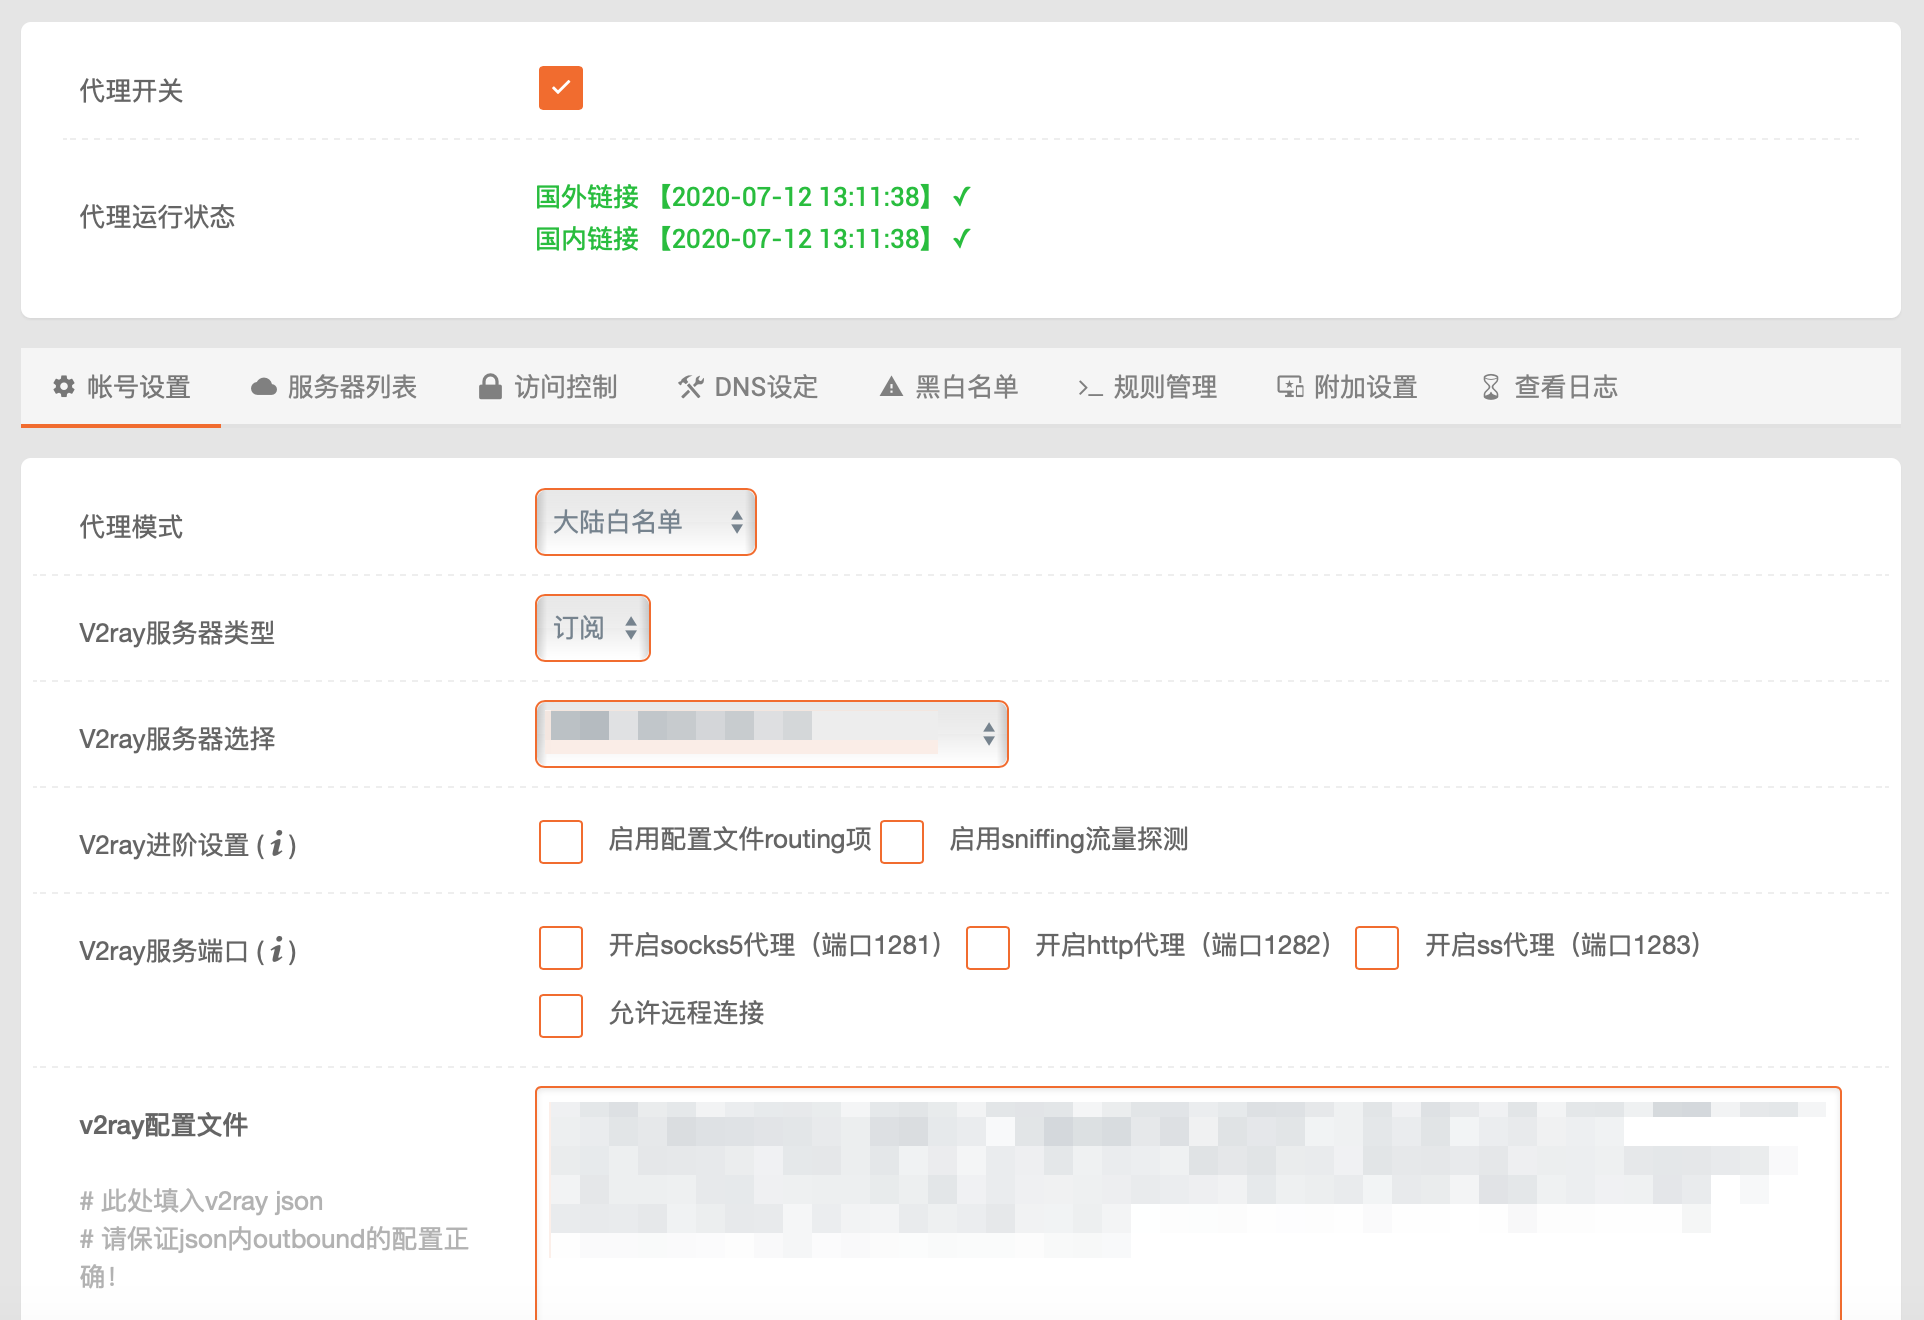 代理开关
代理运行状态
国外链接 【2020-07-12 13:11:38】 ✓
国内链接 【2020-07-12 13:11:38】 ✓
帐号设置 服务器列表 访问控制 DNS设定 黑白名单 >_ 规则管理 附加设置 查看日志
代理模式 大陆白名单
V2ray服务器类型 订阅
V2ray服务器选择
V2ray进阶设置 ( i ) 启用配置文件routing项 启用sniffing流量探测
V2ray服务端口 ( i ) 开启socks5代理（端口1281） 开启http代理（端口1282） 开启ss代理（端口1283）
允许远程连接
v2ray配置文件
# 此处填入v2ray json
# 请保证json内outbound的配置正
确！